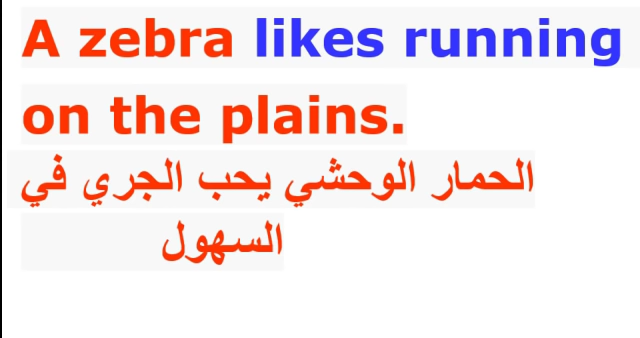 A zebra likes running
on the plains.
الحمار الوحشي يحب الجري في
السهول